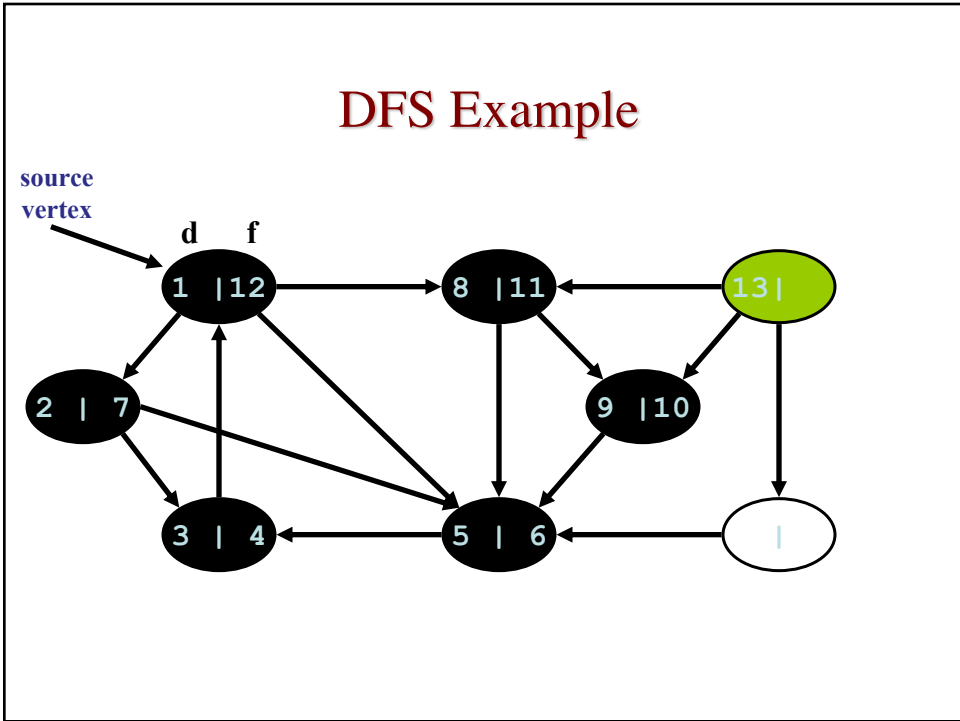 DFS Example
source
vertex
d f
1 |12
8 |11
13|
2 | 7
9 |10
3 | 4
5 | 6
|